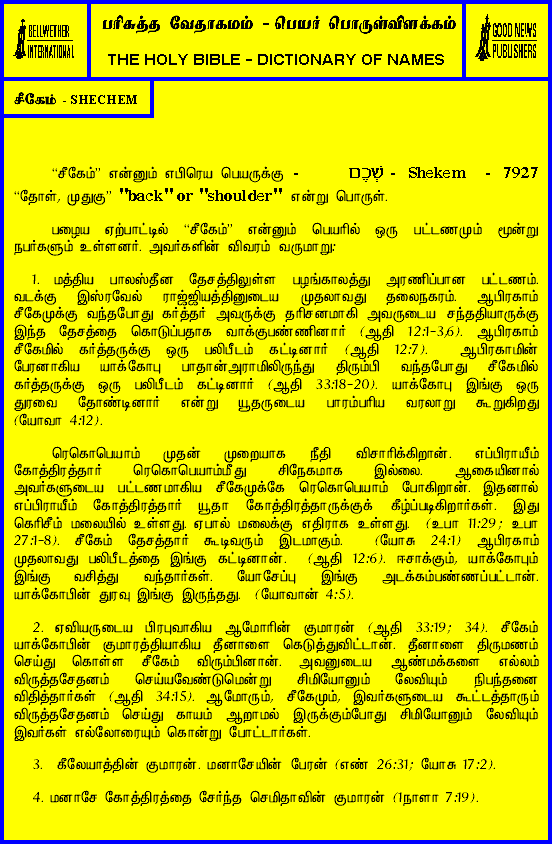 BELLWETHER
INTERNATIONAL
பரிசுத்த வேதாகமம் - பெயர் பொருள்விளக்கம்
THE HOLY BIBLE - DICTIONARY OF NAMES
GOOD NEWS
PUBLISHERS
சீகேம் - SHECHEM
“சீகேம்” என்னும் எபிரெய பெயருக்கு - שְׁכֶם - Shekem - 7927
“தோள், முதுகு” "back" or "shoulder" என்று பொருள்.
பழைய ஏற்பாட்டில் “சீகேம்” என்னும் பெயரில் ஒரு பட்டணமும் மூன்று
நபர்களும் உள்ளனர். அவர்களின் விவரம் வருமாறு:
1. மத்திய பாலஸ்தீன தேசத்திலுள்ள பழங்காலத்து அரணிப்பான பட்டணம்.
வடக்கு இஸ்ரவேல் ராஜ்ஜியத்தினுடைய முதலாவது தலைநகரம். ஆபிரகாம்
சீகேமுக்கு வந்தபோது கர்த்தர் அவருக்கு தரிசனமாகி அவருடைய சந்ததியாருக்கு
இந்த தேசத்தை கொடுப்பதாக வாக்குபண்ணினார் (ஆதி 12:1-3,6). ஆபிரகாம்
சீகேமில் கர்த்தருக்கு ஒரு பலிபீடம் கட்டினார் (ஆதி 12:7). ஆபிரகாமின்
பேரனாகிய யாக்கோபு பாதான்அராமிலிருந்து திரும்பி வந்தபோது சீகேமில்
கர்த்தருக்கு ஒரு பலிபீடம் கட்டினார் (ஆதி 33:18-20). யாக்கோபு இங்கு ஒரு
துரவை தோண்டினார் என்று யூதருடைய பாரம்பரிய வரலாறு கூறுகிறது
(யோவா 4:12).
ரெகொபெயாம் முதன் முறையாக நீதி விசாரிக்கிறான். எப்பிராயீம்
கோத்திரத்தார் ரெகொபெயாம்மீது சிநேகமாக இல்லை. ஆகையினால்
அவர்களுடைய பட்டணமாகிய சீகேமுக்கே ரெகொபெயாம் போகிறான். இதனால்
எப்பிராயீம் கோத்திரத்தார் யூதா கோத்திரத்தாருக்குக் கீழ்ப்படிகிறார்கள். இது
கெரிசீம் மலையில் உள்ளது. ஏபால் மலைக்கு எதிராக உள்ளது. (உபா 11:29; உபா
27:1-8). சீகேம் தேசத்தார் கூடிவரும் இடமாகும். (யோசு 24:1) ஆபிரகாம்
முதலாவது பலிபீடத்தை இங்கு கட்டினான். (ஆதி 12:6). ஈசாக்கும், யாக்கோபும்
இங்கு வசித்து வந்தார்கள். யோசேப்பு இங்கு அடக்கம்பண்ணப்பட்டான்.
யாக்கோபின் துரவு இங்கு இருந்தது. (யோவான் 4:5).
2. ஏவியருடைய பிரபுவாகிய ஆமோரின் குமாரன் (ஆதி 33:19; 34). சீகேம்
யாக்கோபின் குமாரத்தியாகிய தீனாளை கெடுத்துவிட்டான். தீனாளை திருமணம்
செய்து கொள்ள சீகேம் விரும்பினான். அவனுடைய ஆண்மக்களை எல்லம்
விருத்தசேதனம் செய்யவேண்டுமென்று சிமியோனும் லேவியும் நிபந்தனை
விதித்தார்கள் (ஆதி 34:15). ஆமோரும், சீகேமும், இவர்களுடைய கூட்டத்தாரும்
விருத்தசேதனம் செய்து காயம் ஆறாமல் இருக்கும்போது சிமியோனும் லேவியும்
இவர்கள் எல்லோரையும் கொன்று போட்டார்கள்.
3. கீலேயாத்தின் குமாரன். மனாசேயின் பேரன் (எண் 26:31; யோசு 17:2).
4. மனாசே கோத்திரத்தை சேர்ந்த செமிதாவின் குமாரன் (1நாளா 7:19).